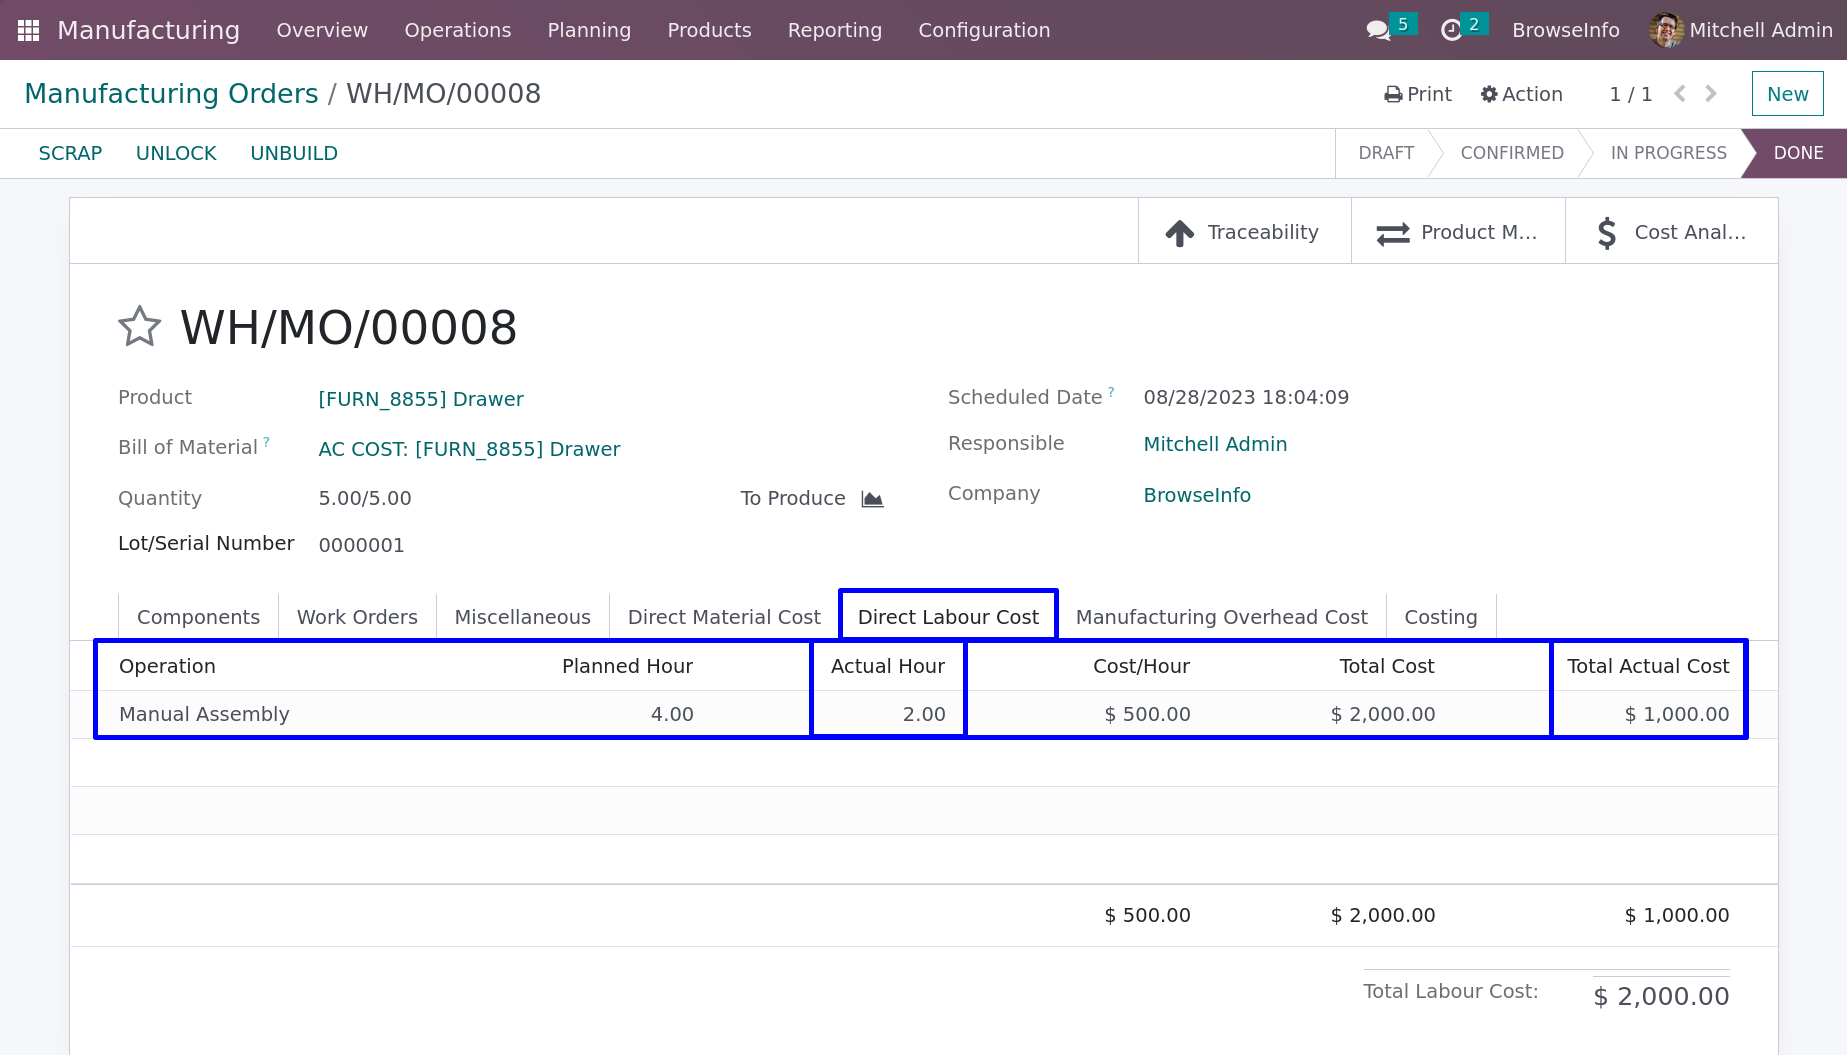 Manufacturing Overview Operations Planning Products Reporting Configuration 5 2 BrowseInfo Mitchell Admin
Manufacturing Orders / WH/MO/00008 Print Action 1 / 1 New
SCRAP UNLOCK UNBUILD DRAFT CONFIRMED IN PROGRESS DONE
Traceability Product M... $ Cost Anal...
WH/MO/00008
Product [FURN_8855] Drawer Scheduled Date ? 08/28/2023 18:04:09
Bill of Material ? AC COST: [FURN_8855] Drawer Responsible Mitchell Admin
Quantity 5.00/5.00 To Produce Company BrowseInfo
Lot/Serial Number 0000001
Components Work Orders Miscellaneous Direct Material Cost Direct Labour Cost Manufacturing Overhead Cost Costing
Operation Planned Hour Actual Hour Cost/Hour Total Cost Total Actual Cost
Manual Assembly 4.00 2.00 $ 500.00 $ 2,000.00 $ 1,000.00
$ 500.00 $ 2,000.00 $ 1,000.00
Total Labour Cost: $ 2,000.00